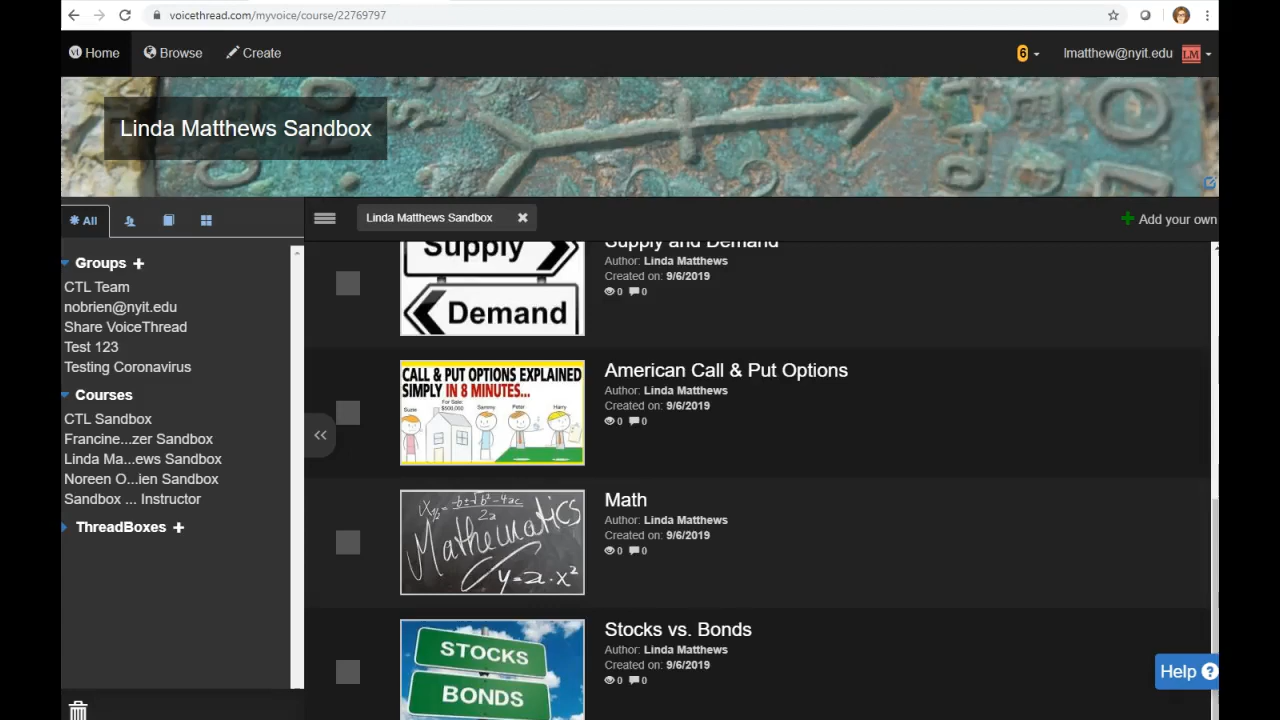 voicethread.com/myvoice/course/22769797
Home
Browse
Create
6
lmatthew@nyit.edu
LM
Linda Matthews Sandbox
All
Linda Matthews Sandbox
Add your own
Groups
CTL Team
nobrien@nyit.edu
Share VoiceThread
Test 123
Testing Coronavirus
Courses
CTL Sandbox
Francine...zer Sandbox
Linda Ma...ews Sandbox
Noreen O...ien Sandbox
Sandbox ... Instructor
ThreadBoxes
Supply
Demand
Supply and Demand
Author: Linda Matthews
Created on: 9/6/2019
0 0
CALL & PUT OPTIONS EXPLAINED
SIMPLY IN 8 MINUTES...
For Sale:
$500,000
Suzie
Sammy
Peter
Harry
American Call & Put Options
Author: Linda Matthews
Created on: 9/6/2019
0 0
Mathematics
y=a·x²
Math
Author: Linda Matthews
Created on: 9/6/2019
0 0
STOCKS
BONDS
Stocks vs. Bonds
Author: Linda Matthews
Created on: 9/6/2019
0 0
Help ?